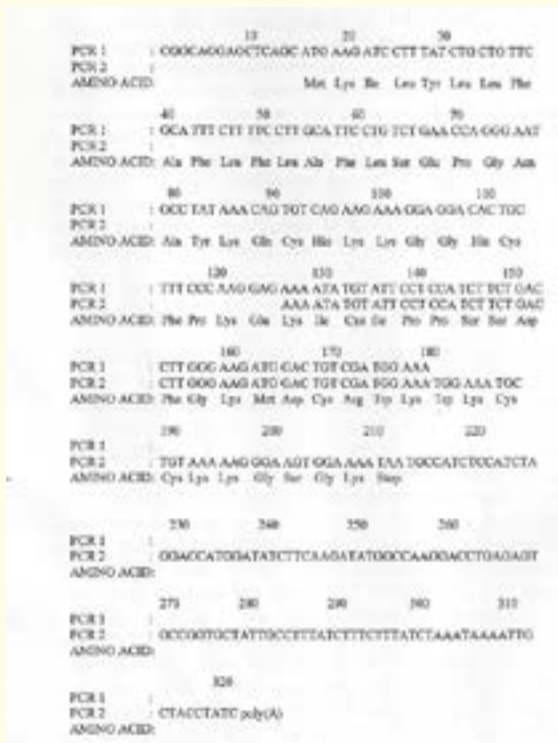 10 20 30
PCR 1 : CGGCAGGAGCTCAGC ATG AAG ATC CTT TAT CTG CTG TTC
PCR 2 :
AMINO ACID: Met Lys Ile Leu Tyr Leu Leu Phe
40 50 60 70
PCR 1 : GCA TTT CTT TTC CTT GCA TTC CTG TCT GAA CCA GGG AAT
PCR 2 :
AMINO ACID: Ala Phe Leu Phe Leu Ala Phe Leu Ser Glu Pro Gly Asn
80 90 100 110
PCR 1 : GCC TAT AAA CAG TGT CAG AAG AAA GGA GGA CAC TGC
PCR 2 :
AMINO ACID: Ala Tyr Lys Gln Cys His Lys Lys Gly Gly His Cys
120 130 140 150
PCR 1 : TTT CCC AAG GAG AAA ATA TGT ATT CCT CCA TCT TCT GAC
PCR 2 : AAA ATA TGT ATT CCT CCA TCT TCT GAC
AMINO ACID: Phe Pro Lys Glu Lys Ile Cys Ile Pro Pro Ser Ser Asp
160 170 180
PCR 1 : CTT GGG AAG ATG GAC TGT CGA TGG AAA
PCR 2 : CTT GGG AAG ATG GAC TGT CGA TGG AAA TGG AAA TGC
AMINO ACID: Phe Gly Lys Met Asp Cys Arg Trp Lys Trp Lys Cys
190 200 210 220
PCR 1 :
PCR 2 : TGT AAA AAG GGA AGT GGA AAA TAA TGCCATCTCCATCTA
AMINO ACID: Cys Lys Lys Gly Ser Gly Lys Stop
230 240 250 260
PCR 1 :
PCR 2 : GGACCATGGATATCTTCAAGATATGGCCAAGGACCTGAGAGT
AMINO ACID:
270 280 290 300 310
PCR 1 :
PCR 2 : GCCGGTGCTATTGCCTTTATCTTTCTTTATCTAAATAAAATTG
AMINO ACID:
320
PCR 1 :
PCR 2 : CTACCTATC poly(A)
AMINO ACID: